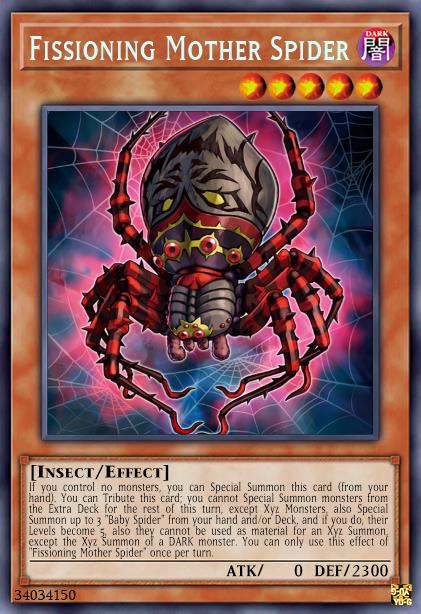 Fissioning Mother Spider
DARK
闇
[Insect/Effect]
If you control no monsters, you can Special Summon this card (from your
hand). You can Tribute this card; you cannot Special Summon monsters from
the Extra Deck for the rest of this turn, except Xyz Monsters, also Special
Summon up to 3 "Baby Spider" from your hand and/or Deck, and if you do, their
Levels become 5, also they cannot be used as material for an Xyz Summon,
except the Xyz Summon of a DARK monster. You can only use this effect of
"Fissioning Mother Spider" once per turn.
ATK/ 0 DEF/2300
34034150